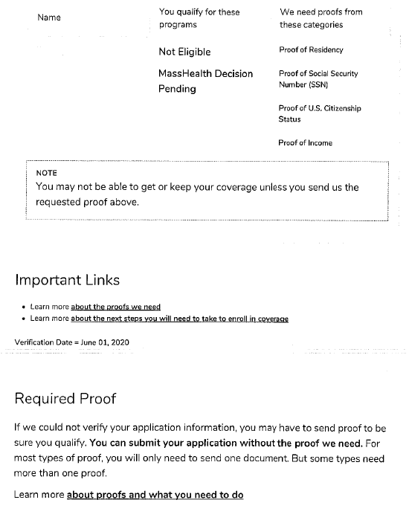 Name
You qualify for these
programs
We need proofs from
these categories
Not Eligible
MassHealth Decision
Pending
Proof of Residency
Proof of Social Security
Number (SSN)
Proof of U.S. Citizenship
Status
Proof of Income
NOTE
You may not be able to get or keep your coverage unless you send us the
requested proof above.
Important Links
• Learn more about the proofs we need
• Learn more about the next steps you will need to take to enroll in coverage
Verification Date = June 01, 2020
Required Proof
If we could not verify your application information, you may have to send proof to be
sure you qualify. You can submit your application without the proof we need. For
most types of proof, you will only need to send one document. But some types need
more than one proof.
Learn more about proofs and what you need to do